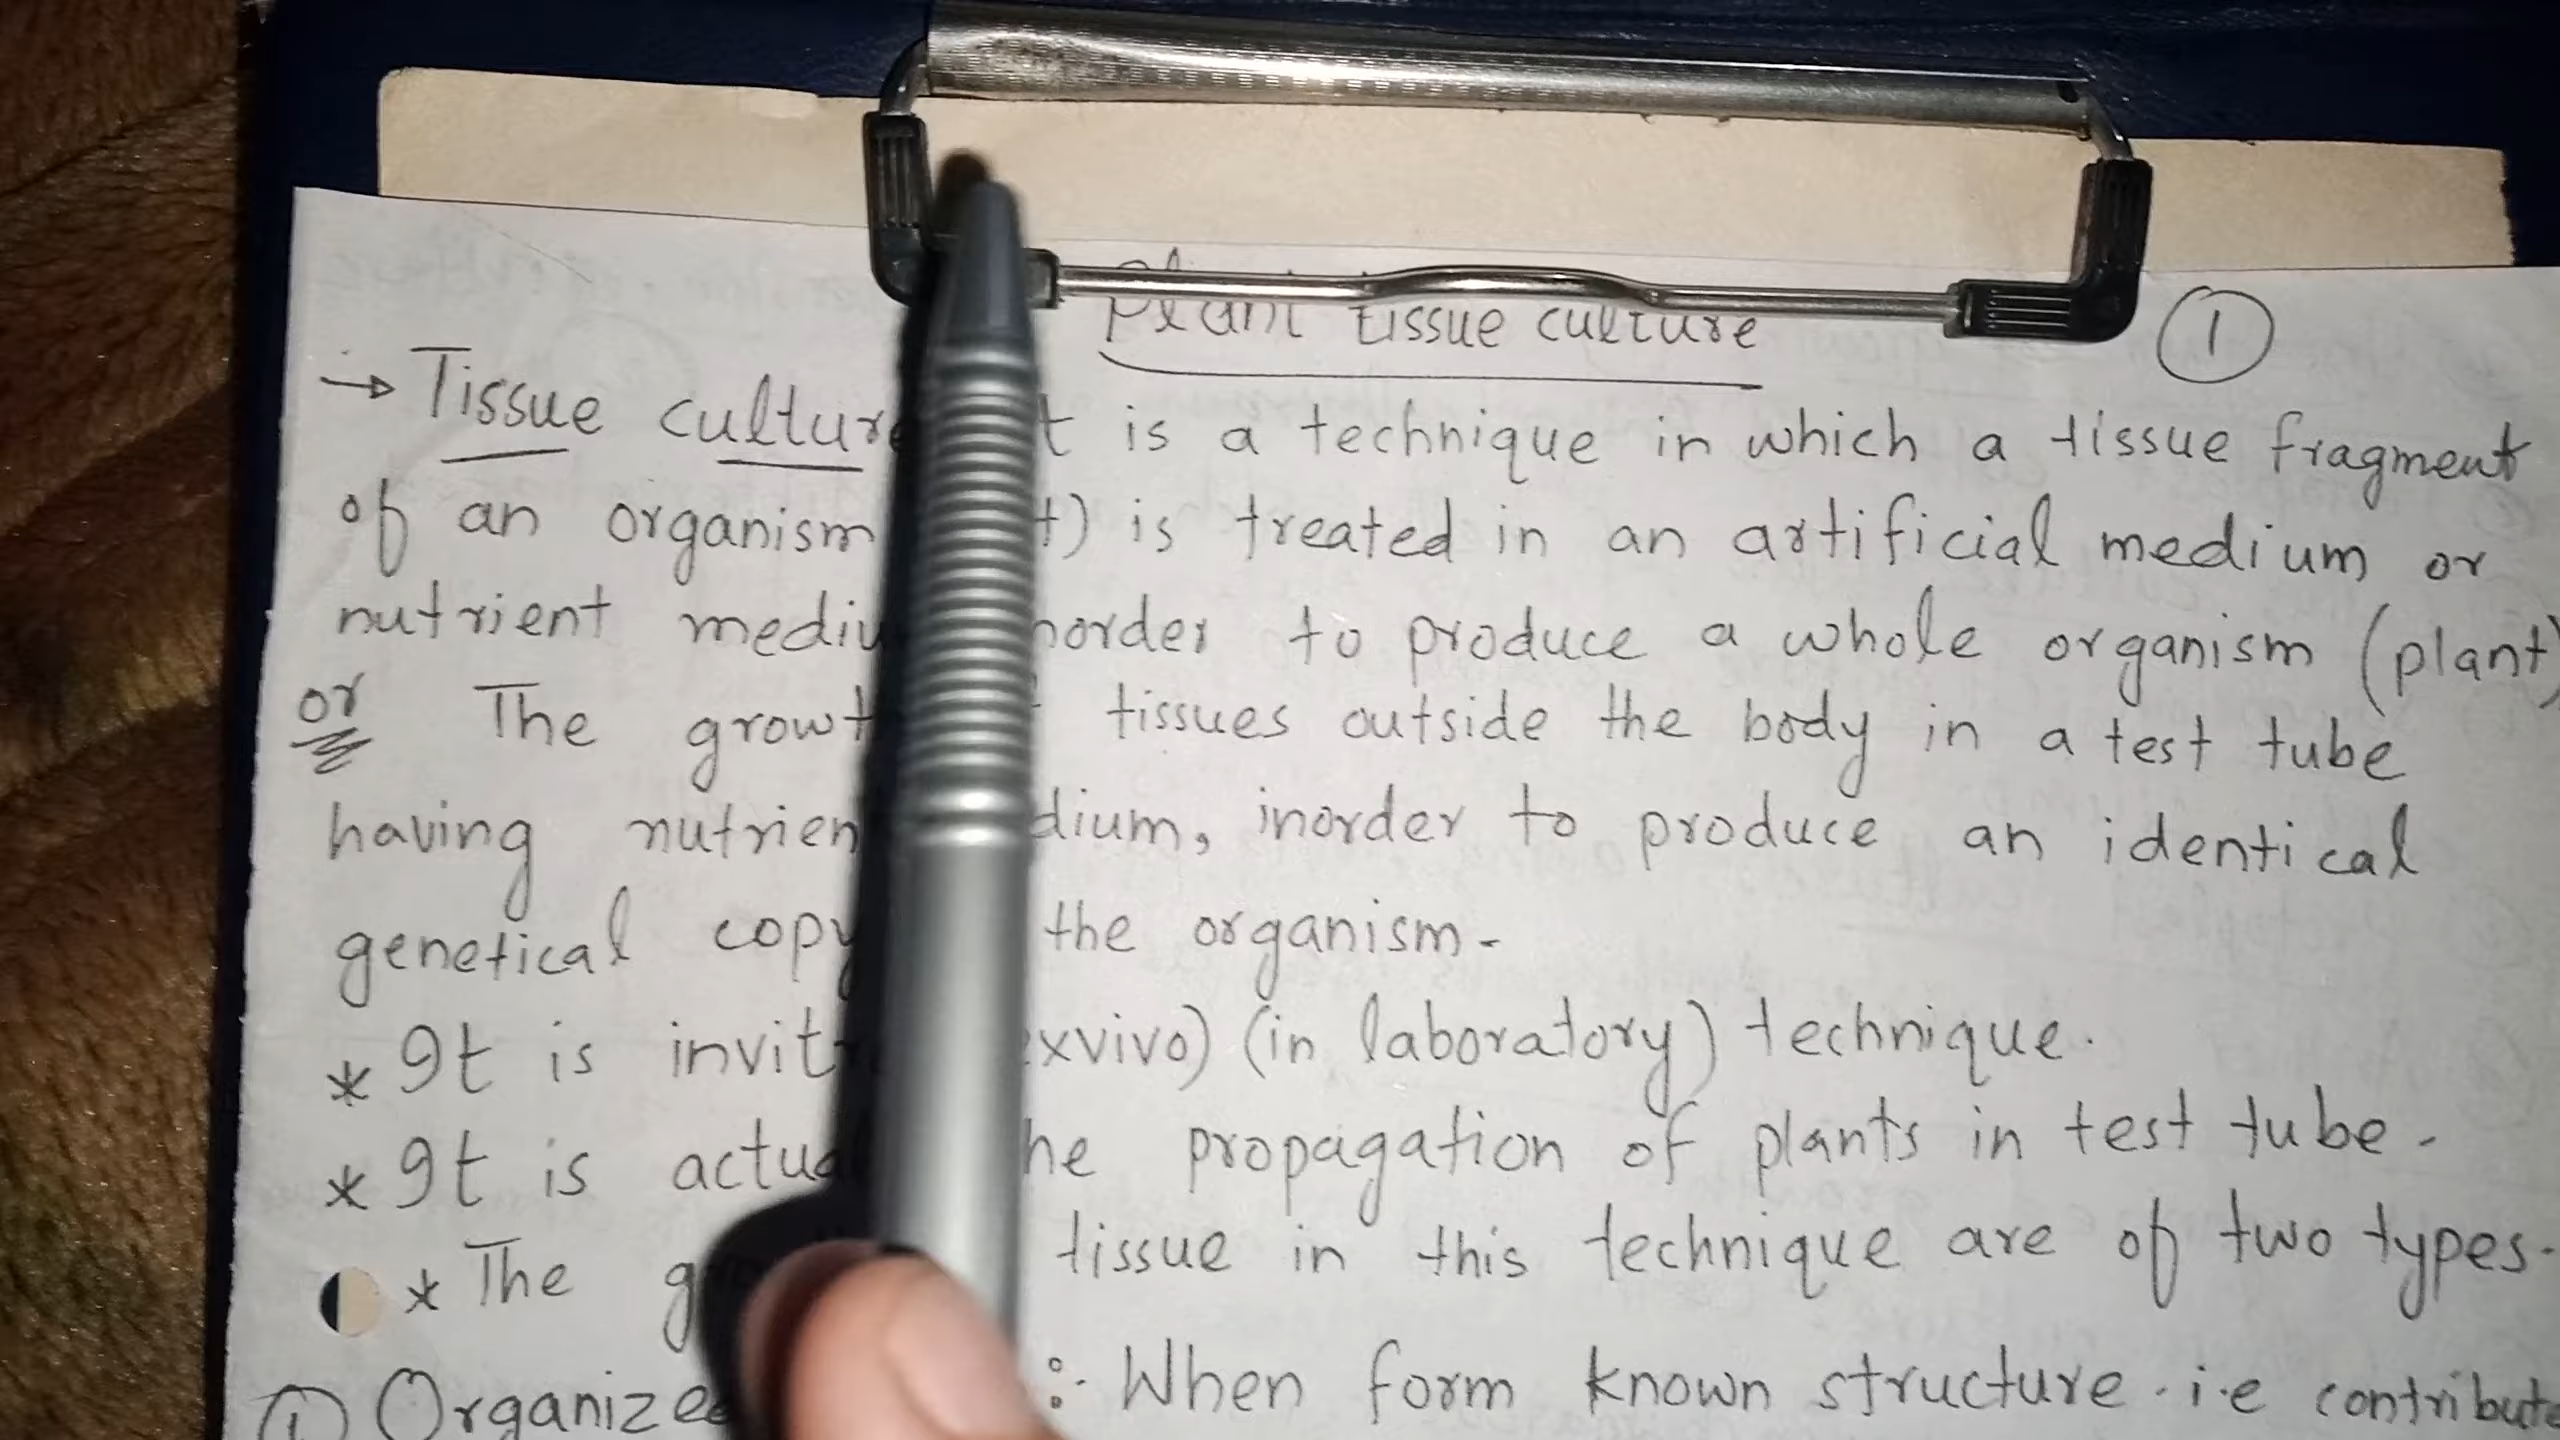 Plant tissue culture
1
→ Tissue culture t is a technique in which a tissue fragment
of an organism t) is treated in an artificial medium or
nutrient mediu norder to produce a whole organism (plant)
or The growt tissues outside the body in a test tube
having nutrien dium, inorder to produce an identical
genetical copy the organism.
* It is invit exvivo) (in laboratory) technique.
* It is actua he propagation of plants in test tube.
* The tissue in this technique are of two types.
① Organize :- When form known structure. i.e contribute